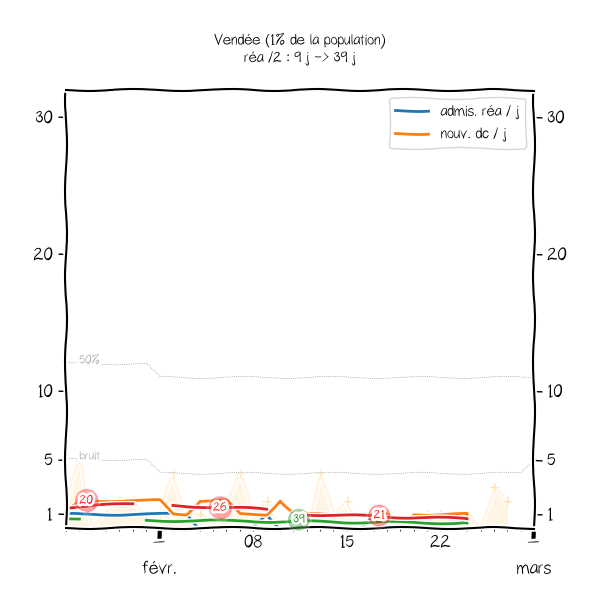 Vendée (1% de la population)
réa /2 : 9 j -> 39 j
admis. réa / j
nouv. dc / j
30
30
20
20
50%
10
10
5
bruit
5
20
26
39
21
1
1
08
15
22
févr.
mars